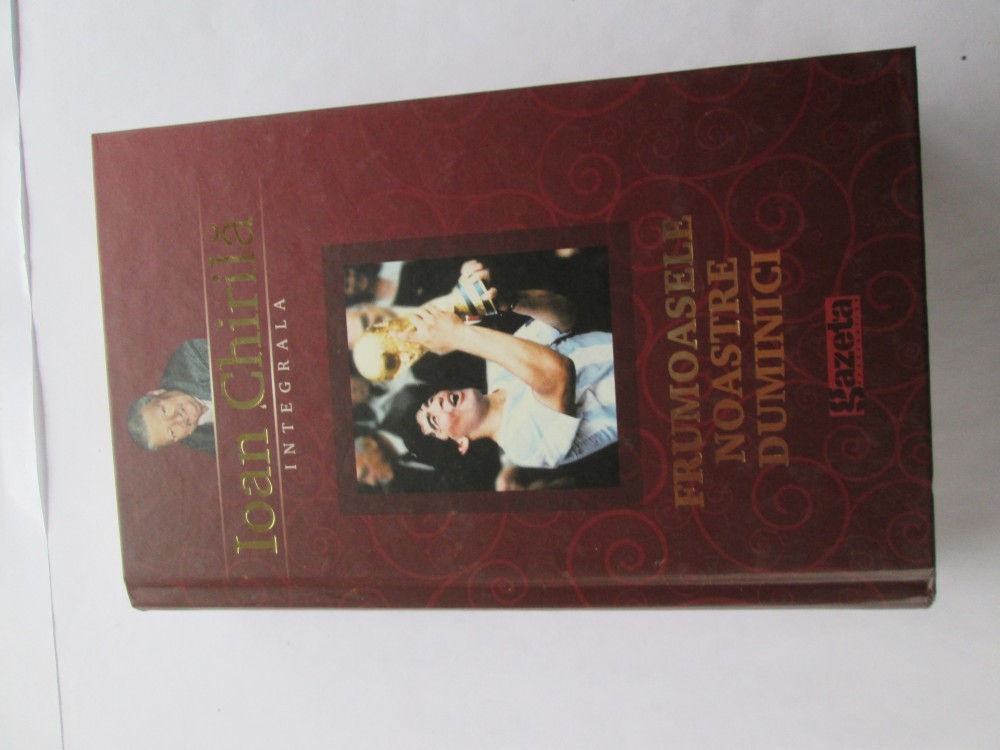 Ioan Chirilă
INTEGRALA
FRUMOASELE
NOASTRE
DUMINICI
gazeta